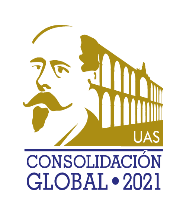 UAS
CONSOLIDACIÓN
GLOBAL • 2021